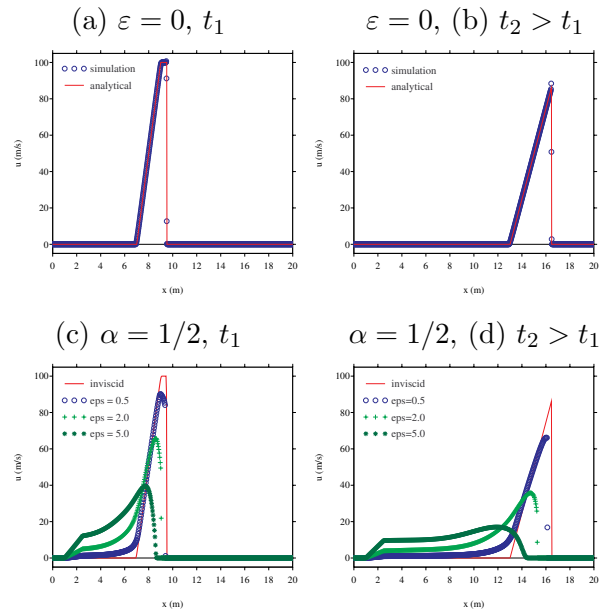 (a) ε = 0, t₁
ε = 0, (b) t₂ > t₁
simulation
analytical
100
80
60
40
20
0
u (m/s)
0 2 4 6 8 10 12 14 16 18 20
x (m)
simulation
analytical
100
80
60
40
20
0
u (m/s)
0 2 4 6 8 10 12 14 16 18 20
x (m)
(c) α = 1/2, t₁
α = 1/2, (d) t₂ > t₁
inviscid
eps = 0.5
eps = 2.0
eps = 5.0
100
80
60
40
20
0
u (m/s)
0 2 4 6 8 10 12 14 16 18 20
x (m)
inviscid
eps=0.5
eps=2.0
eps=5.0
100
80
60
40
20
0
u (m/s)
0 2 4 6 8 10 12 14 16 18 20
x (m)